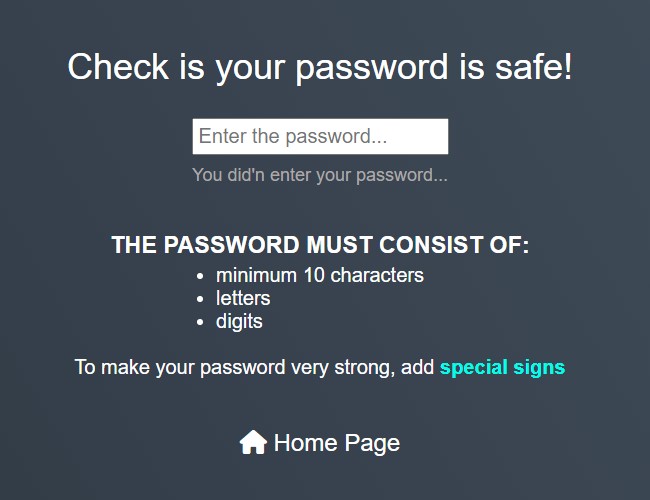 Check is your password is safe!
Enter the password...
You did'n enter your password...
THE PASSWORD MUST CONSIST OF:
• minimum 10 characters
• letters
• digits
To make your password very strong, add special signs
Home Page